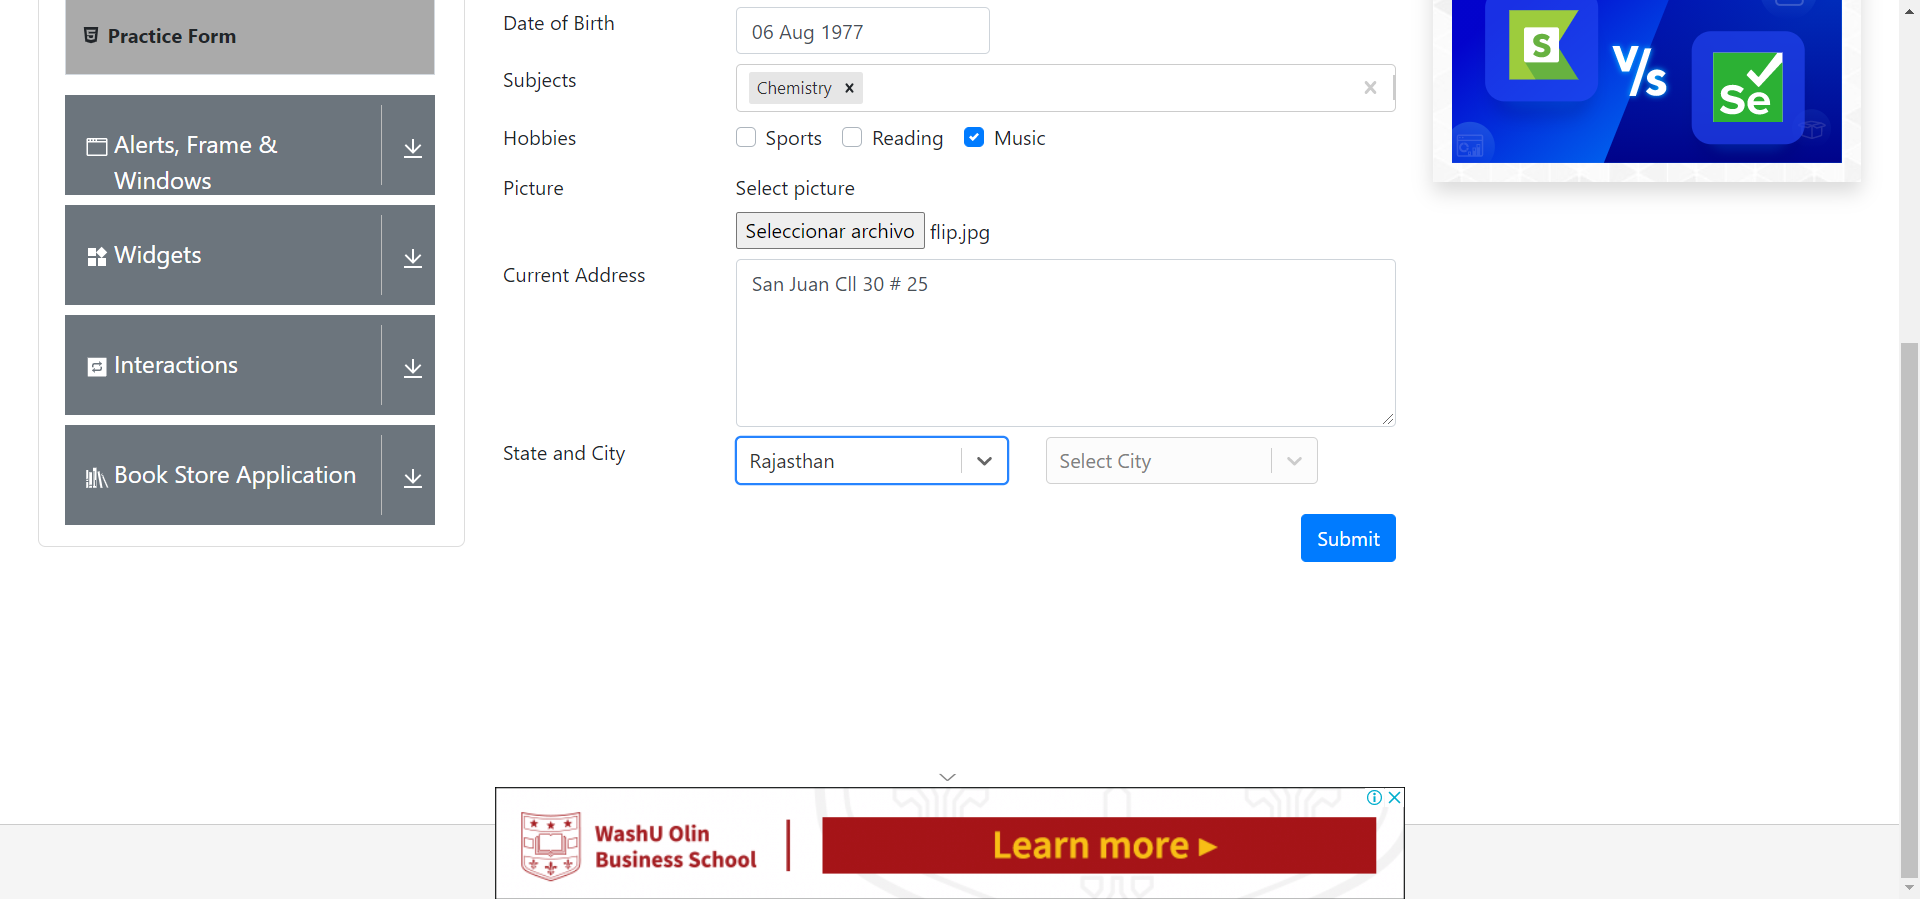 Practice Form
Alerts, Frame &
Windows
Widgets
Interactions
Book Store Application
Date of Birth
06 Aug 1977
Subjects
Chemistry
Hobbies
Sports
Reading
Music
Picture
Select picture
Seleccionar archivo flip.jpg
Current Address
San Juan Cll 30 # 25
State and City
Rajasthan
Select City
Submit
S
V/s
Se
WashU Olin
Business School
Learn more ▸